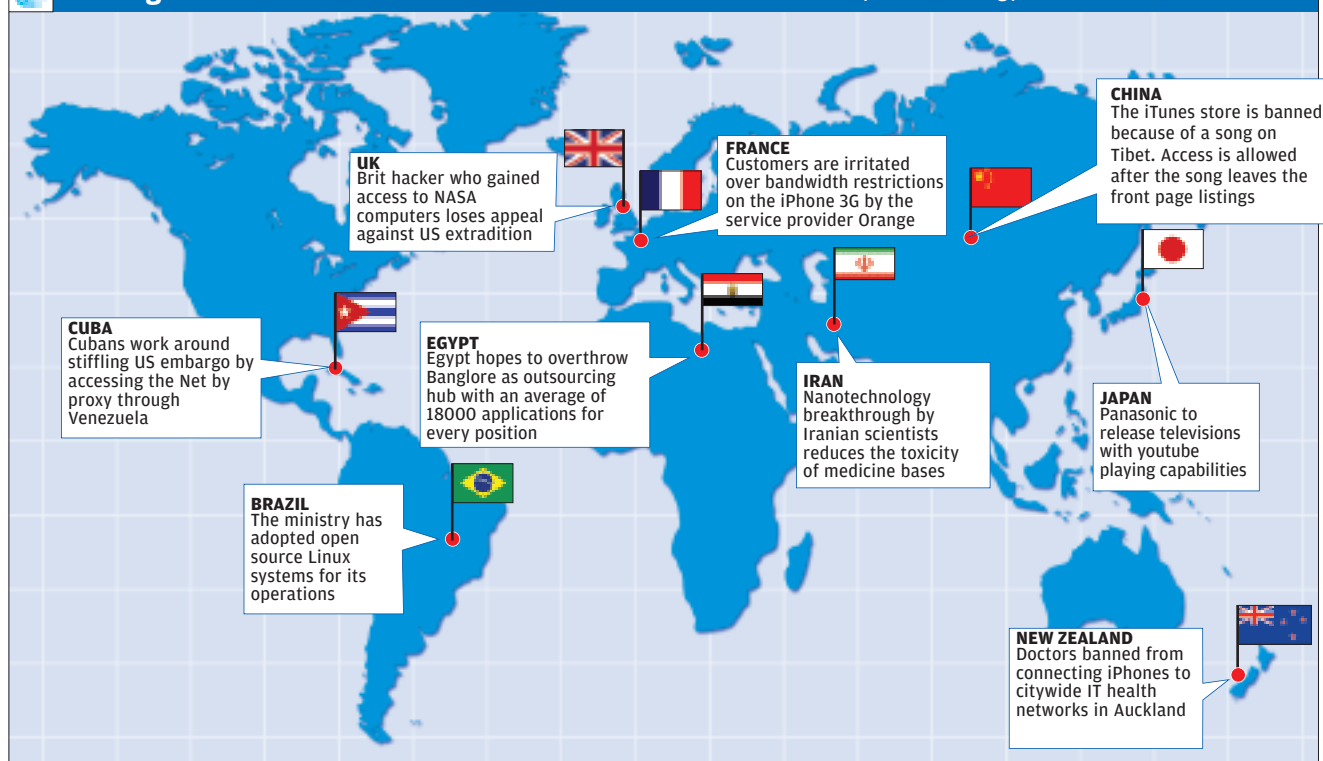 UK
Brit hacker who gained
access to NASA
computers loses appeal
against US extradition
FRANCE
Customers are irritated
over bandwidth restrictions
on the iPhone 3G by the
service provider Orange
CHINA
The iTunes store is banned
because of a song on
Tibet. Access is allowed
after the song leaves the
front page listings
CUBA
Cubans work around
stiffling US embargo by
accessing the Net by
proxy through
Venezuela
EGYPT
Egypt hopes to overthrow
Banglore as outsourcing
hub with an average of
18000 applications for
every position
IRAN
Nanotechnology
breakthrough by
Iranian scientists
reduces the toxicity
of medicine bases
JAPAN
Panasonic to
release televisions
with youtube
playing capabilities
BRAZIL
The ministry has
adopted open
source Linux
systems for its
operations
NEW ZEALAND
Doctors banned from
connecting iPhones to
citywide IT health
networks in Auckland